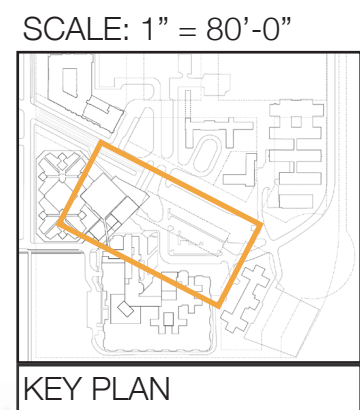 SCALE: 1” = 80’-0”
KEY PLAN